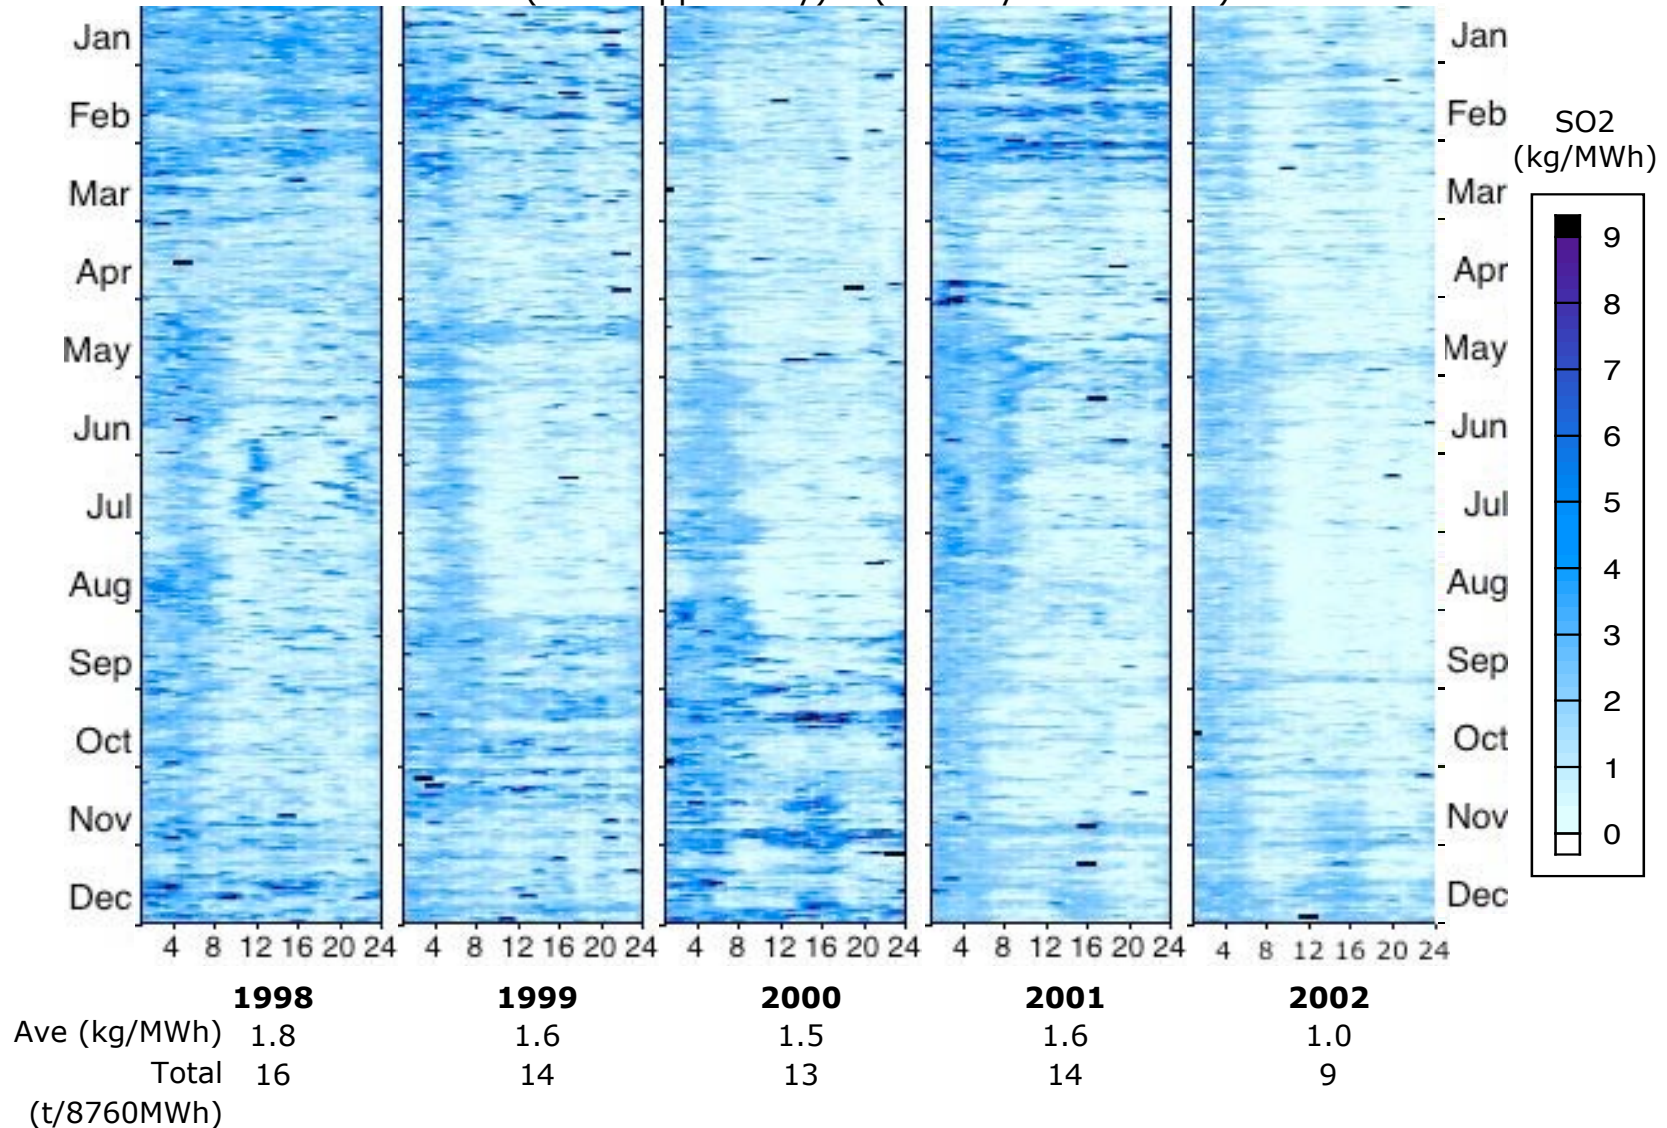 Jan Jan
Feb Feb
Mar Mar
Apr Apr
May May
Jun Jun
Jul Jul
Aug Aug
Sep Sep
Oct Oct
Nov Nov
Dec Dec
SO2
(kg/MWh)
9
8
7
6
5
4
3
2
1
0
4 8 12 16 20 24 4 8 12 16 20 24 4 8 12 16 20 24 4 8 12 16 20 24 4 8 12 16 20 24
1998 1999 2000 2001 2002
Ave (kg/MWh) 1.8 1.6 1.5 1.6 1.0
Total 16 14 13 14 9
(t/8760MWh)